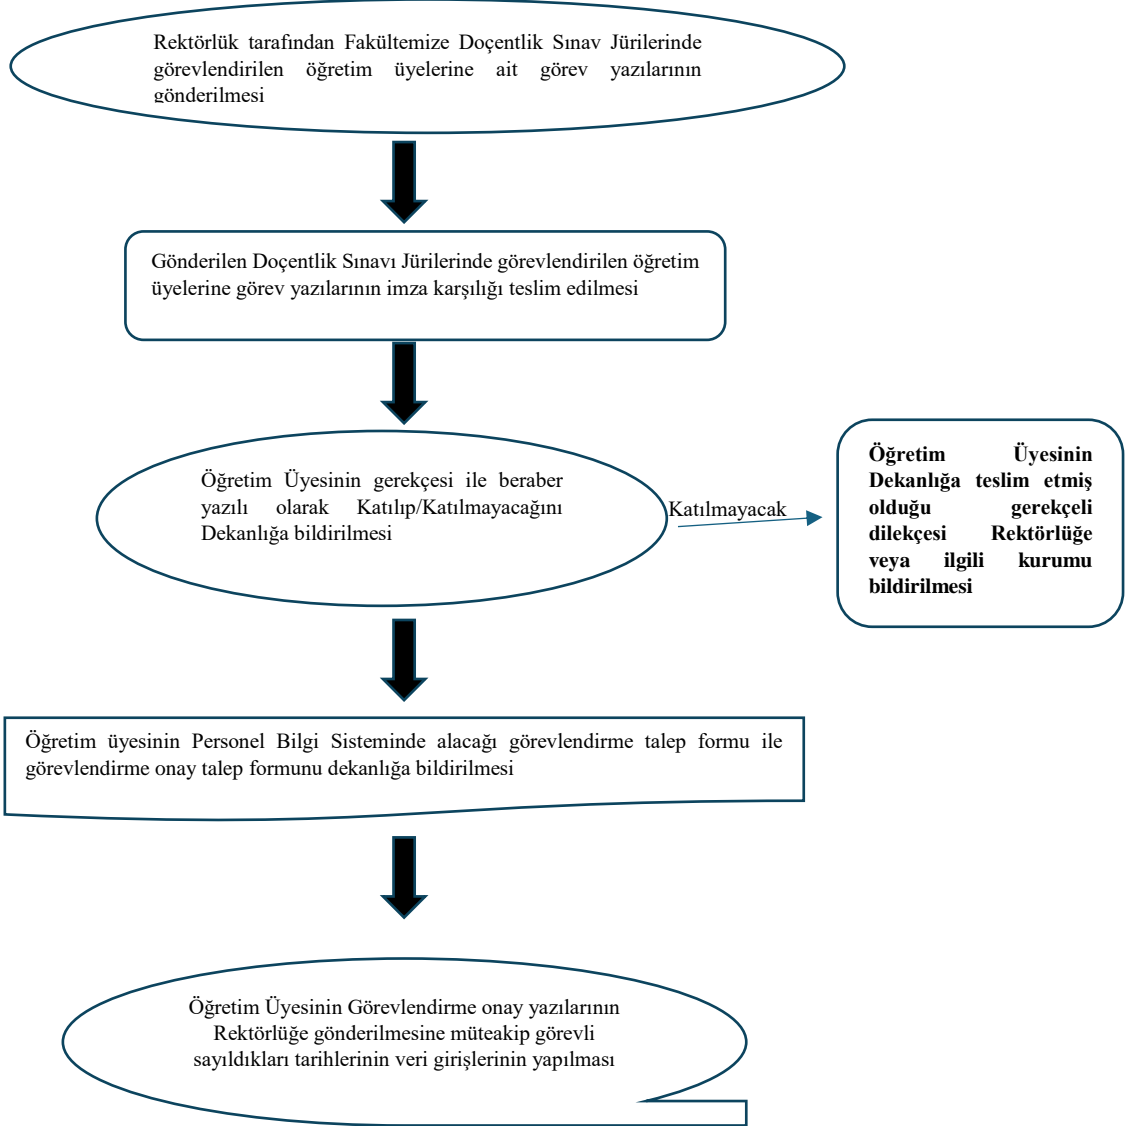 Rektörlük tarafından Fakültemize Doçentlik Sınav Jürilerinde
görevlendirilen öğretim üyelerine ait görev yazılarının
gönderilmesi
Gönderilen Doçentlik Sınavı Jürilerinde görevlendirilen öğretim
üyelerine görev yazılarının imza karşılığı teslim edilmesi
Öğretim Üyesinin gerekçesi ile beraber
yazılı olarak Katılıp/Katılmayacağını
Dekanlığa bildirilmesi
Katılmayacak
Öğretim Üyesinin
Dekanlığa teslim etmiş
olduğu gerekçeli
dilekçesi Rektörlüğe
veya ilgili kurumu
bildirilmesi
Öğretim üyesinin Personel Bilgi Sisteminde alacağı görevlendirme talep formu ile
görevlendirme onay talep formunu dekanlığa bildirilmesi
Öğretim Üyesinin Görevlendirme onay yazılarının
Rektörlüğe gönderilmesine müteakip görevli
sayıldıkları tarihlerinin veri girişlerinin yapılması